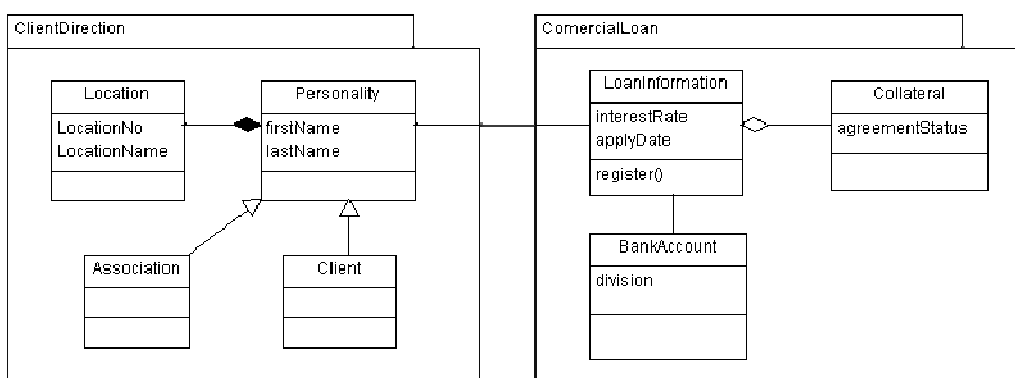 ClientDirection
Location
LocationNo
LocationName
Personality
firstName
lastName
Association
Client
ComercialLoan
LoanInformation
interestRate
applyDate
register()
Collateral
agreementStatus
BankAccount
division